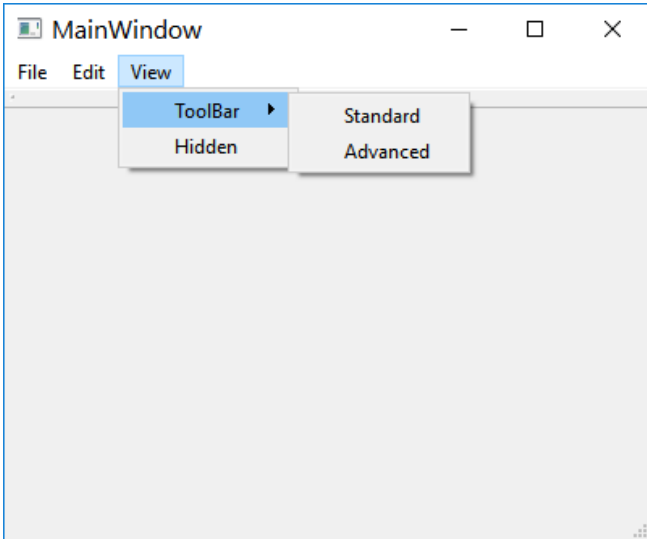 MainWindow
File Edit View
ToolBar
Standard
Hidden
Advanced